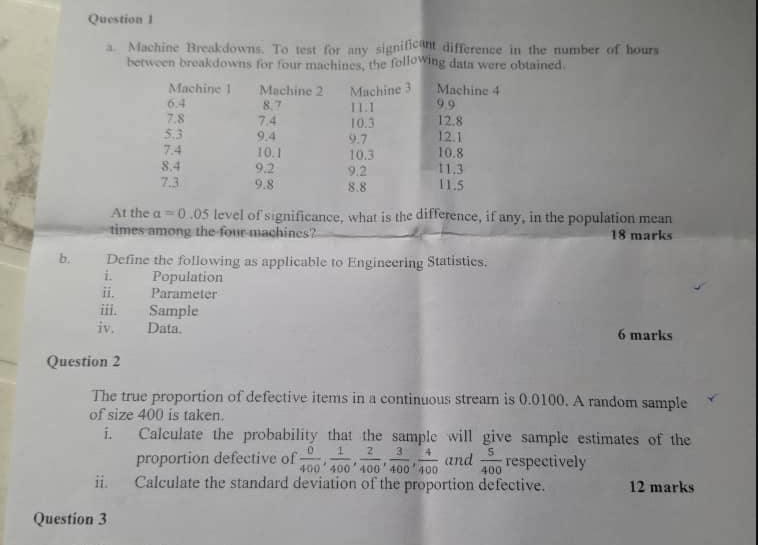 Question 1
a. Machine Breakdowns. To test for any significant difference in the number of hours
between breakdowns for four machines, the following data were obtained.
Machine 1 Machine 2 Machine 3 Machine 4
6.4 8.7 11.1 9.9
7.8 7.4 10.3 12.8
5.3 9.4 9.7 12.1
7.4 10.1 10.3 10.8
8.4 9.2 9.2 11.3
7.3 9.8 8.8 11.5
At the α = 0.05 level of significance, what is the difference, if any, in the population mean
times among the four machines?
18 marks
b. Define the following as applicable to Engineering Statistics.
i. Population
ii. Parameter
iii. Sample
iv. Data.
6 marks
Question 2
The true proportion of defective items in a continuous stream is 0.0100. A random sample
of size 400 is taken.
i. Calculate the probability that the sample will give sample estimates of the
proportion defective of 0/400, 1/400, 2/400, 3/400, 4/400 and 5/400 respectively
ii. Calculate the standard deviation of the proportion defective.
12 marks
Question 3